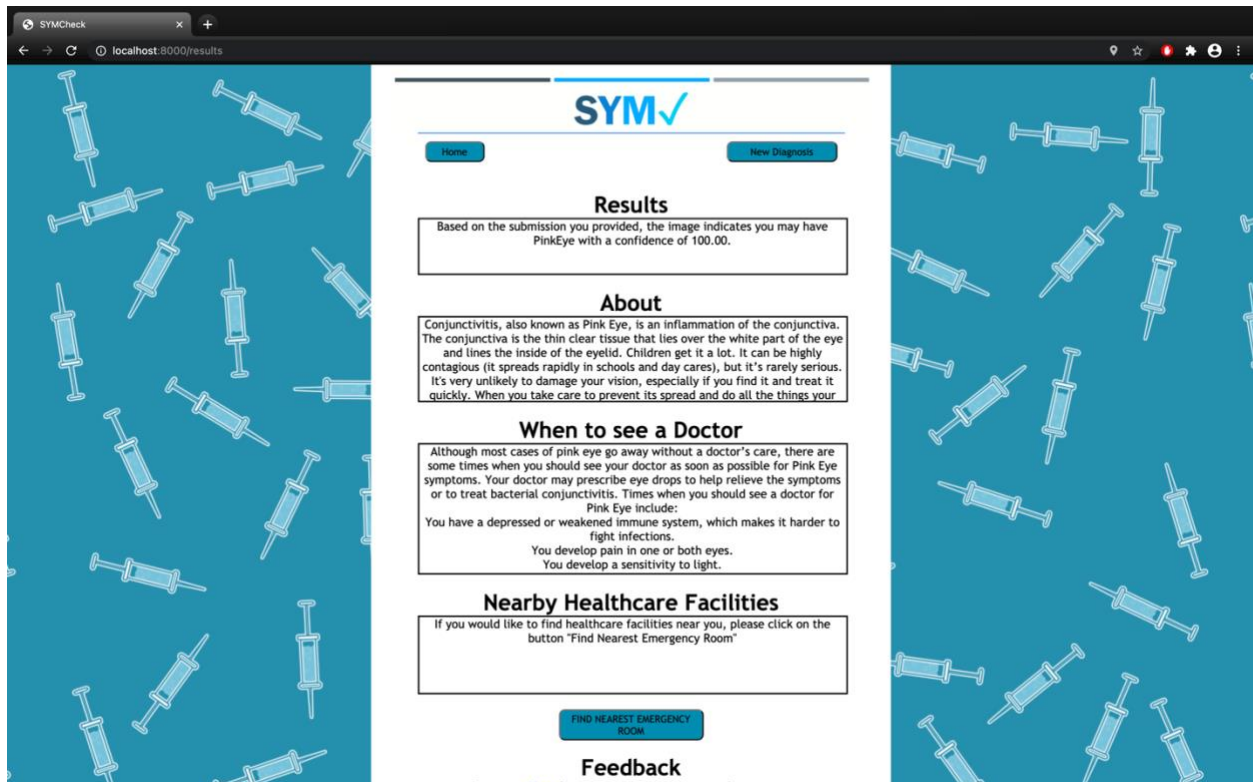 SYMCheck
localhost:8000/results
SYM✓
Home
New Diagnosis
Results
Based on the submission you provided, the image indicates you may have
PinkEye with a confidence of 100.00.
About
Conjunctivitis, also known as Pink Eye, is an inflammation of the conjunctiva.
The conjunctiva is the thin clear tissue that lies over the white part of the eye
and lines the inside of the eyelid. Children get it a lot. It can be highly
contagious (it spreads rapidly in schools and day cares), but it’s rarely serious.
It's very unlikely to damage your vision, especially if you find it and treat it
quickly. When you take care to prevent its spread and do all the things your
When to see a Doctor
Although most cases of pink eye go away without a doctor’s care, there are
some times when you should see your doctor as soon as possible for Pink Eye
symptoms. Your doctor may prescribe eye drops to help relieve the symptoms
or to treat bacterial conjunctivitis. Times when you should see a doctor for
Pink Eye include:
You have a depressed or weakened immune system, which makes it harder to
fight infections.
You develop pain in one or both eyes.
You develop a sensitivity to light.
Nearby Healthcare Facilities
If you would like to find healthcare facilities near you, please click on the
button "Find Nearest Emergency Room"
FIND NEAREST EMERGENCY
ROOM
Feedback